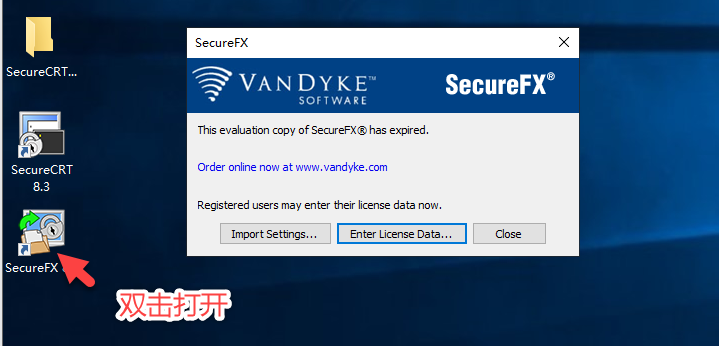 SecureCRT...
SecureCRT
8.3
SecureFX
双击打开
SecureFX
VANDYKE™
SOFTWARE
SecureFX®
This evaluation copy of SecureFX® has expired.
Order online now at www.vandyke.com
Registered users may enter their license data now.
Import Settings...
Enter License Data...
Close